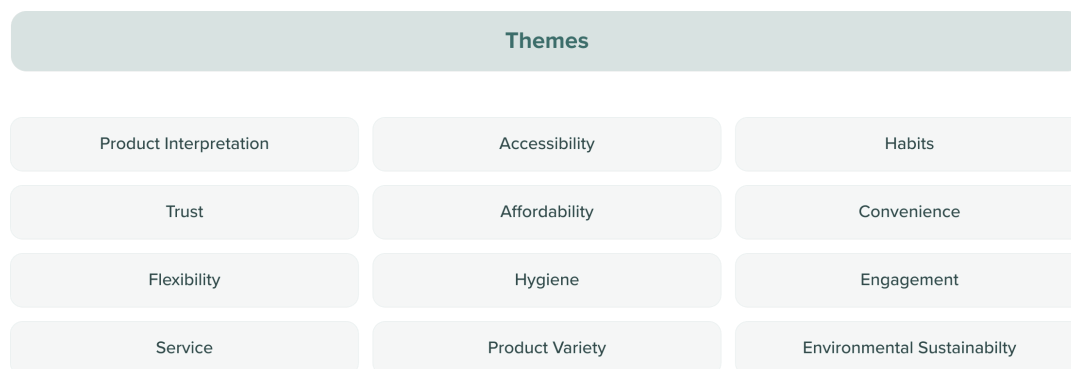 Themes
Product Interpretation
Accessibility
Habits
Trust
Affordability
Convenience
Flexibility
Hygiene
Engagement
Service
Product Variety
Environmental Sustainabilty